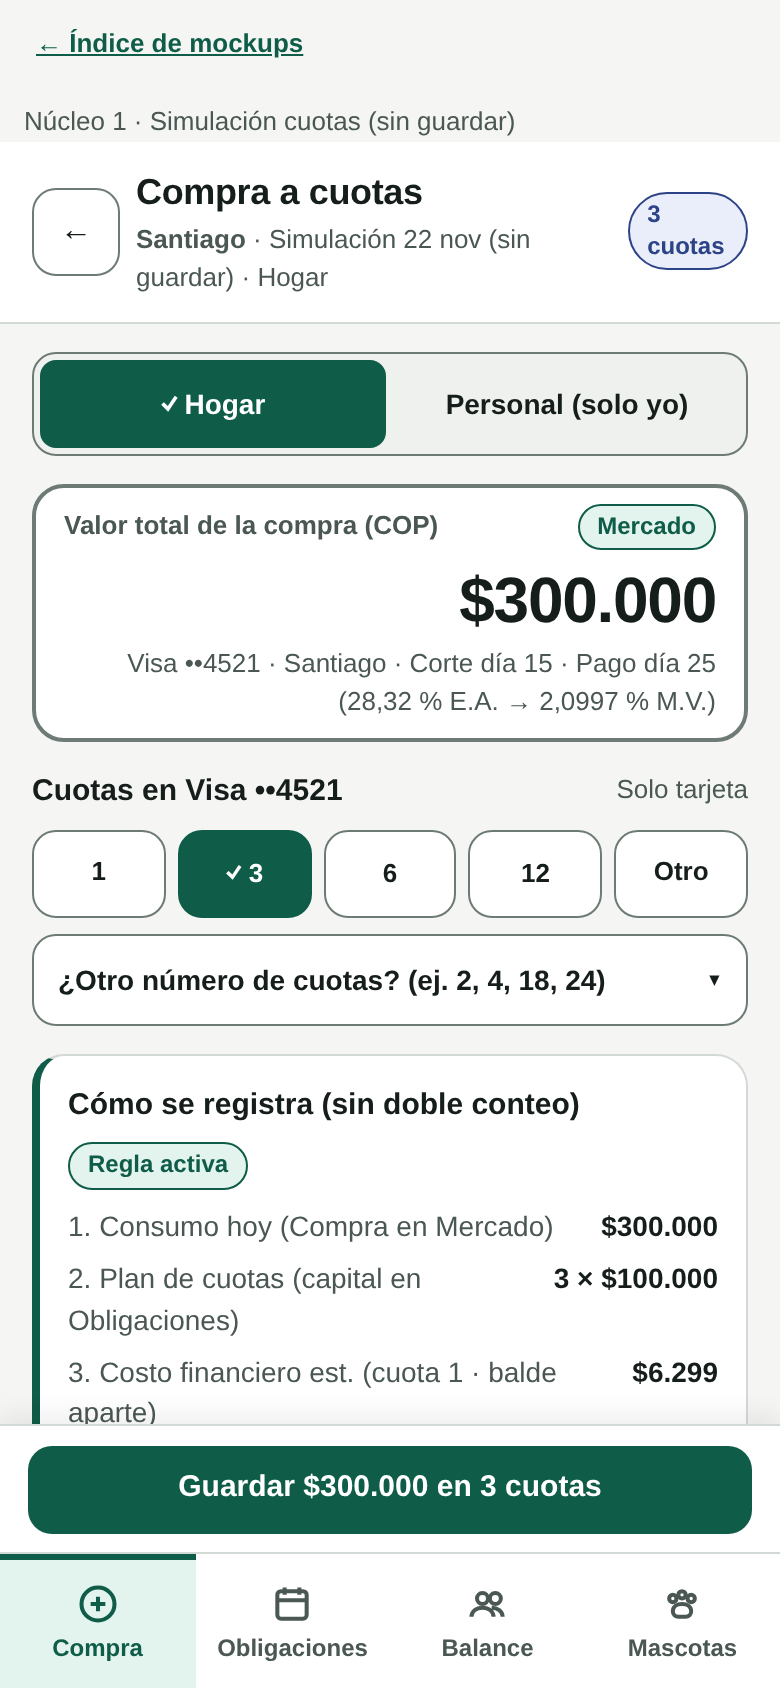 ← Índice de mockups
Núcleo 1 · Simulación cuotas (sin guardar)
←
Compra a cuotas
Santiago · Simulación 22 nov (sin
guardar) · Hogar
3
cuotas
✓ Hogar
Personal (solo yo)
Valor total de la compra (COP)
Mercado
$300.000
Visa ••4521 · Santiago · Corte día 15 · Pago día 25
(28,32 % E.A. → 2,0997 % M.V.)
Cuotas en Visa ••4521
Solo tarjeta
1
✓ 3
6
12
Otro
¿Otro número de cuotas? (ej. 2, 4, 18, 24)
▼
Cómo se registra (sin doble conteo)
Regla activa
1. Consumo hoy (Compra en Mercado)
$300.000
2. Plan de cuotas (capital en
Obligaciones)
3 × $100.000
3. Costo financiero est. (cuota 1 · balde
aparte)
$6.299
Guardar $300.000 en 3 cuotas
Compra
Obligaciones
Balance
Mascotas